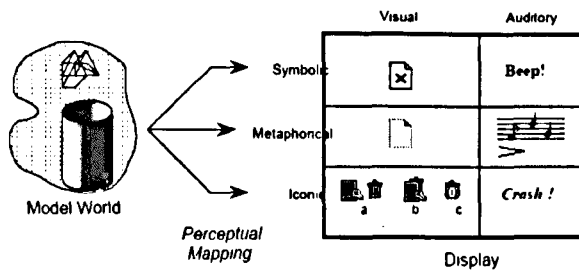 Visual Auditory
Symbolic Beep!
Metaphorical
Iconic Crash !
a b c
Model World
Perceptual
Mapping
Display